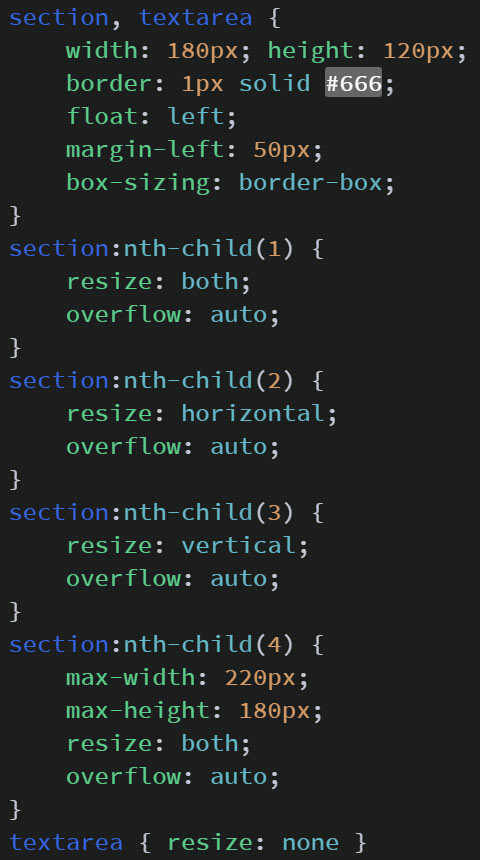 section, textarea {
    width: 180px; height: 120px;
    border: 1px solid #666;
    float: left;
    margin-left: 50px;
    box-sizing: border-box;
}
section:nth-child(1) {
    resize: both;
    overflow: auto;
}
section:nth-child(2) {
    resize: horizontal;
    overflow: auto;
}
section:nth-child(3) {
    resize: vertical;
    overflow: auto;
}
section:nth-child(4) {
    max-width: 220px;
    max-height: 180px;
    resize: both;
    overflow: auto;
}
textarea { resize: none }